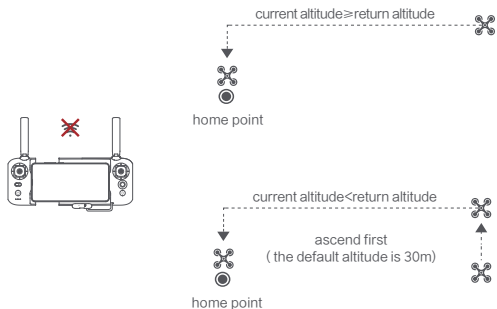 current altitude≥return altitude
home point
current altitude<return altitude
ascend first
( the default altitude is 30m)
home point